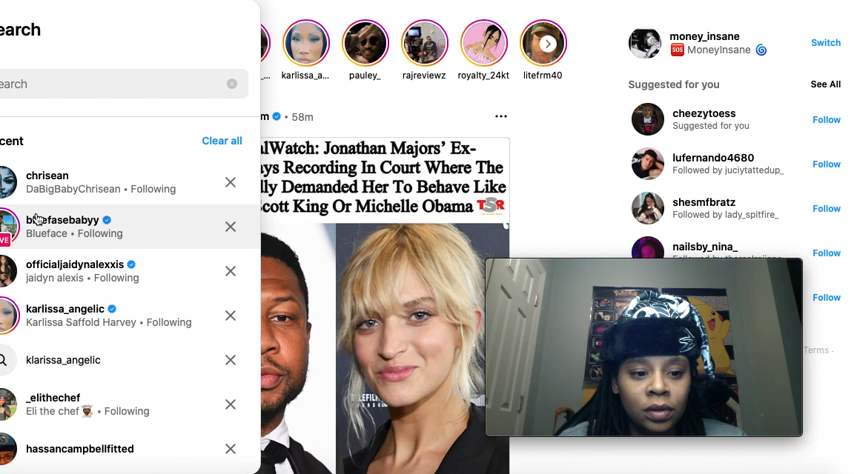 earch
earch
cent
Clear all
chrisean
DaBigBabyChrisean • Following
bluefasebabyy
Blueface • Following
VE
officialjaidynalexxis
jaidyn alexis • Following
karlissa_angelic
Karlissa Saffold Harvey • Following
klarissa_angelic
_elithechef
Eli the chef • Following
hassancampbellfitted
karlissa_a...
pauley_
rajreviewz
royalty_24kt
litefrm40
m • 58m
alWatch: Jonathan Majors’ Ex-
ays Recording In Court Where The
lly Demanded Her To Behave Like
Scott King Or Michelle Obama TSR
money_insane
SOS MoneyInsane
Switch
Suggested for you
See All
cheezytoess
Suggested for you
Follow
lufernando4680
Followed by juciytattedup_
Follow
shesmfbratz
Followed by lady_spitfire_
Follow
nailsby_nina_
Follow
Follow
Terms ·